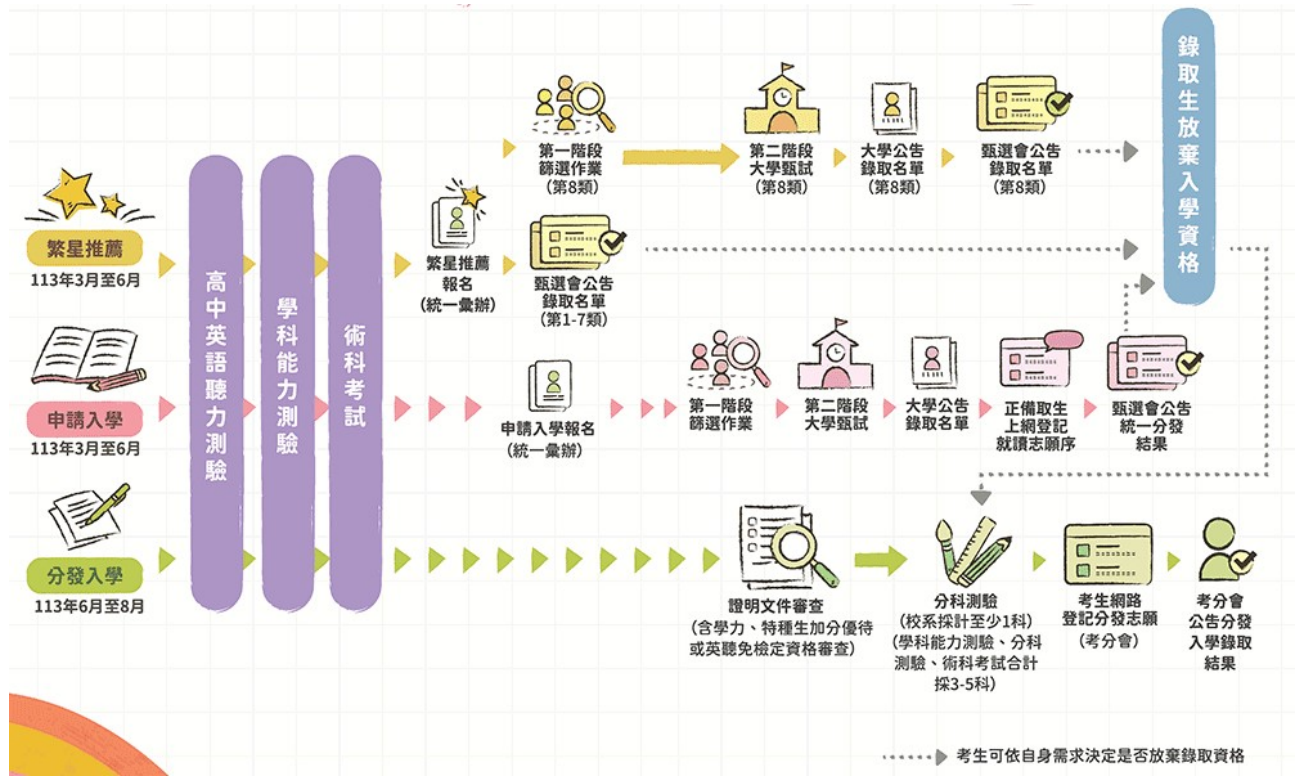 錄取生放棄入學資格
第一階段
篩選作業
(第8類)
第二階段
大學甄試
(第8類)
大學公告
錄取名單
(第8類)
甄選會公告
錄取名單
(第8類)
繁星推薦
113年3月至6月
高中英語聽力測驗
學科能力測驗
術科考試
繁星推薦
報名
(統一彙辦)
甄選會公告
錄取名單
(第1-7類)
申請入學
113年3月至6月
申請入學報名
(統一彙辦)
第一階段
篩選作業
第二階段
大學甄試
大學公告
錄取名單
正備取生
上網登記
就讀志願序
甄選會公告
統一分發
結果
分發入學
113年6月至8月
證明文件審查
(含學力、特種生加分優待
或英聽免檢定資格審查)
分科測驗
(校系採計至少1科)
(學科能力測驗、分科
測驗、術科考試合計
採3-5科)
考生網路
登記分發志願
(考分會)
考分會
公告分發
入學錄取
結果
考生可依自身需求決定是否放棄錄取資格